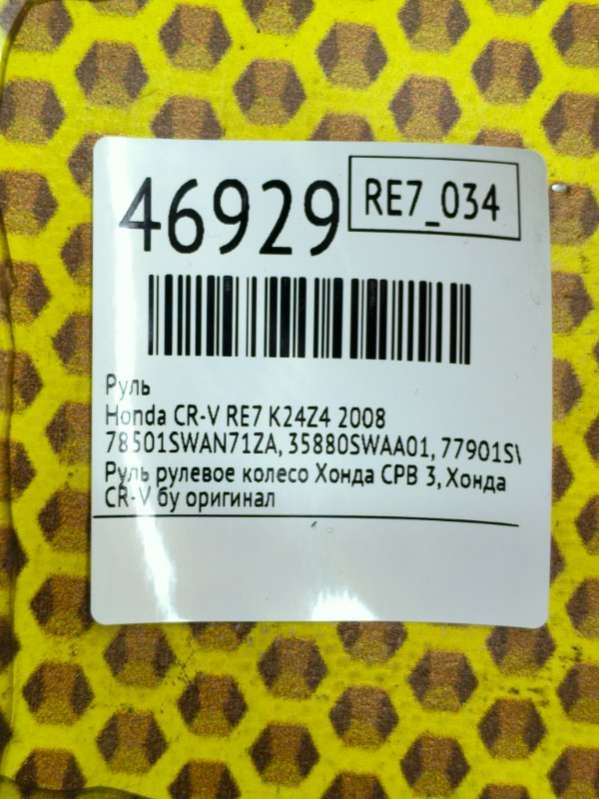 46929
RE7_034
Руль
Honda CR-V RE7 K24Z4 2008
78501SWAN71ZA, 35880SWAA01, 77901S
Руль рулевое колесо Хонда СРВ 3, Хонда
CR-V бу оригинал